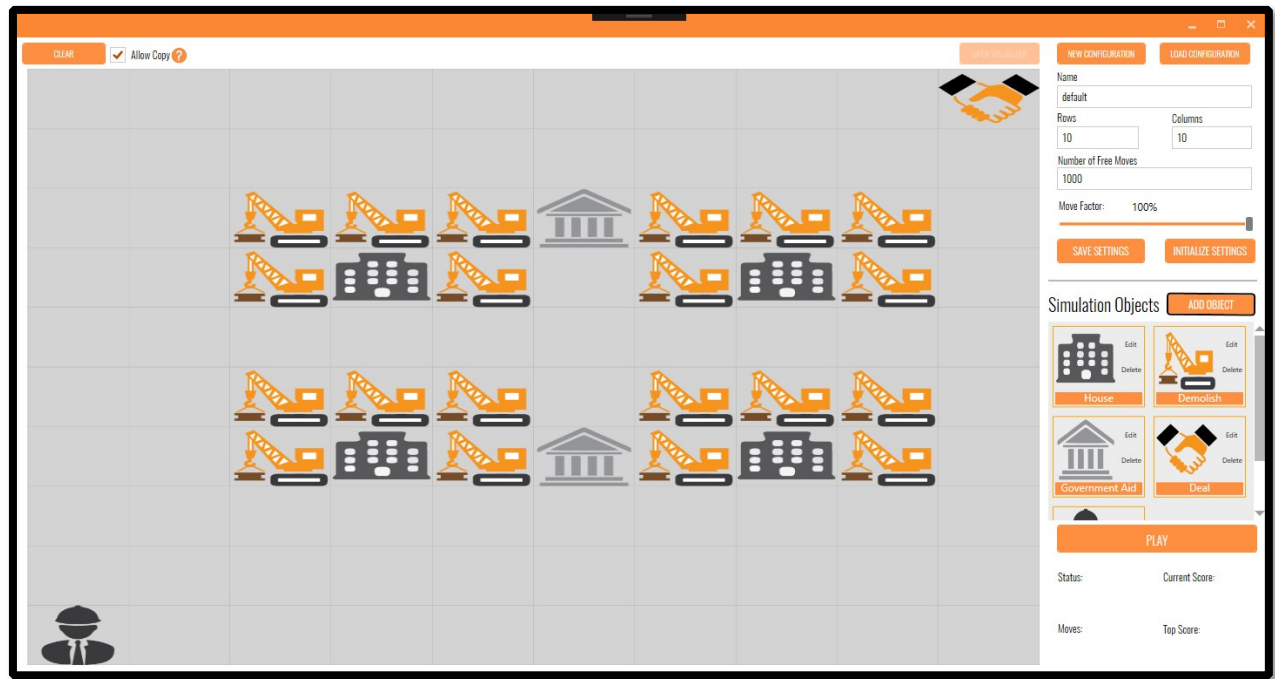 CLEAR
Allow Copy ?
NEW CONFIGURATION
LOAD CONFIGURATION
Name
default
Rows
Columns
10
10
Number of Free Moves
1000
Move Factor: 100%
SAVE SETTINGS
INITIALIZE SETTINGS
Simulation Objects
ADD OBJECT
Edit
Delete
House
Edit
Delete
Demolish
Edit
Delete
Government Aid
Edit
Delete
Deal
PLAY
Status:
Current Score:
Moves:
Top Score: